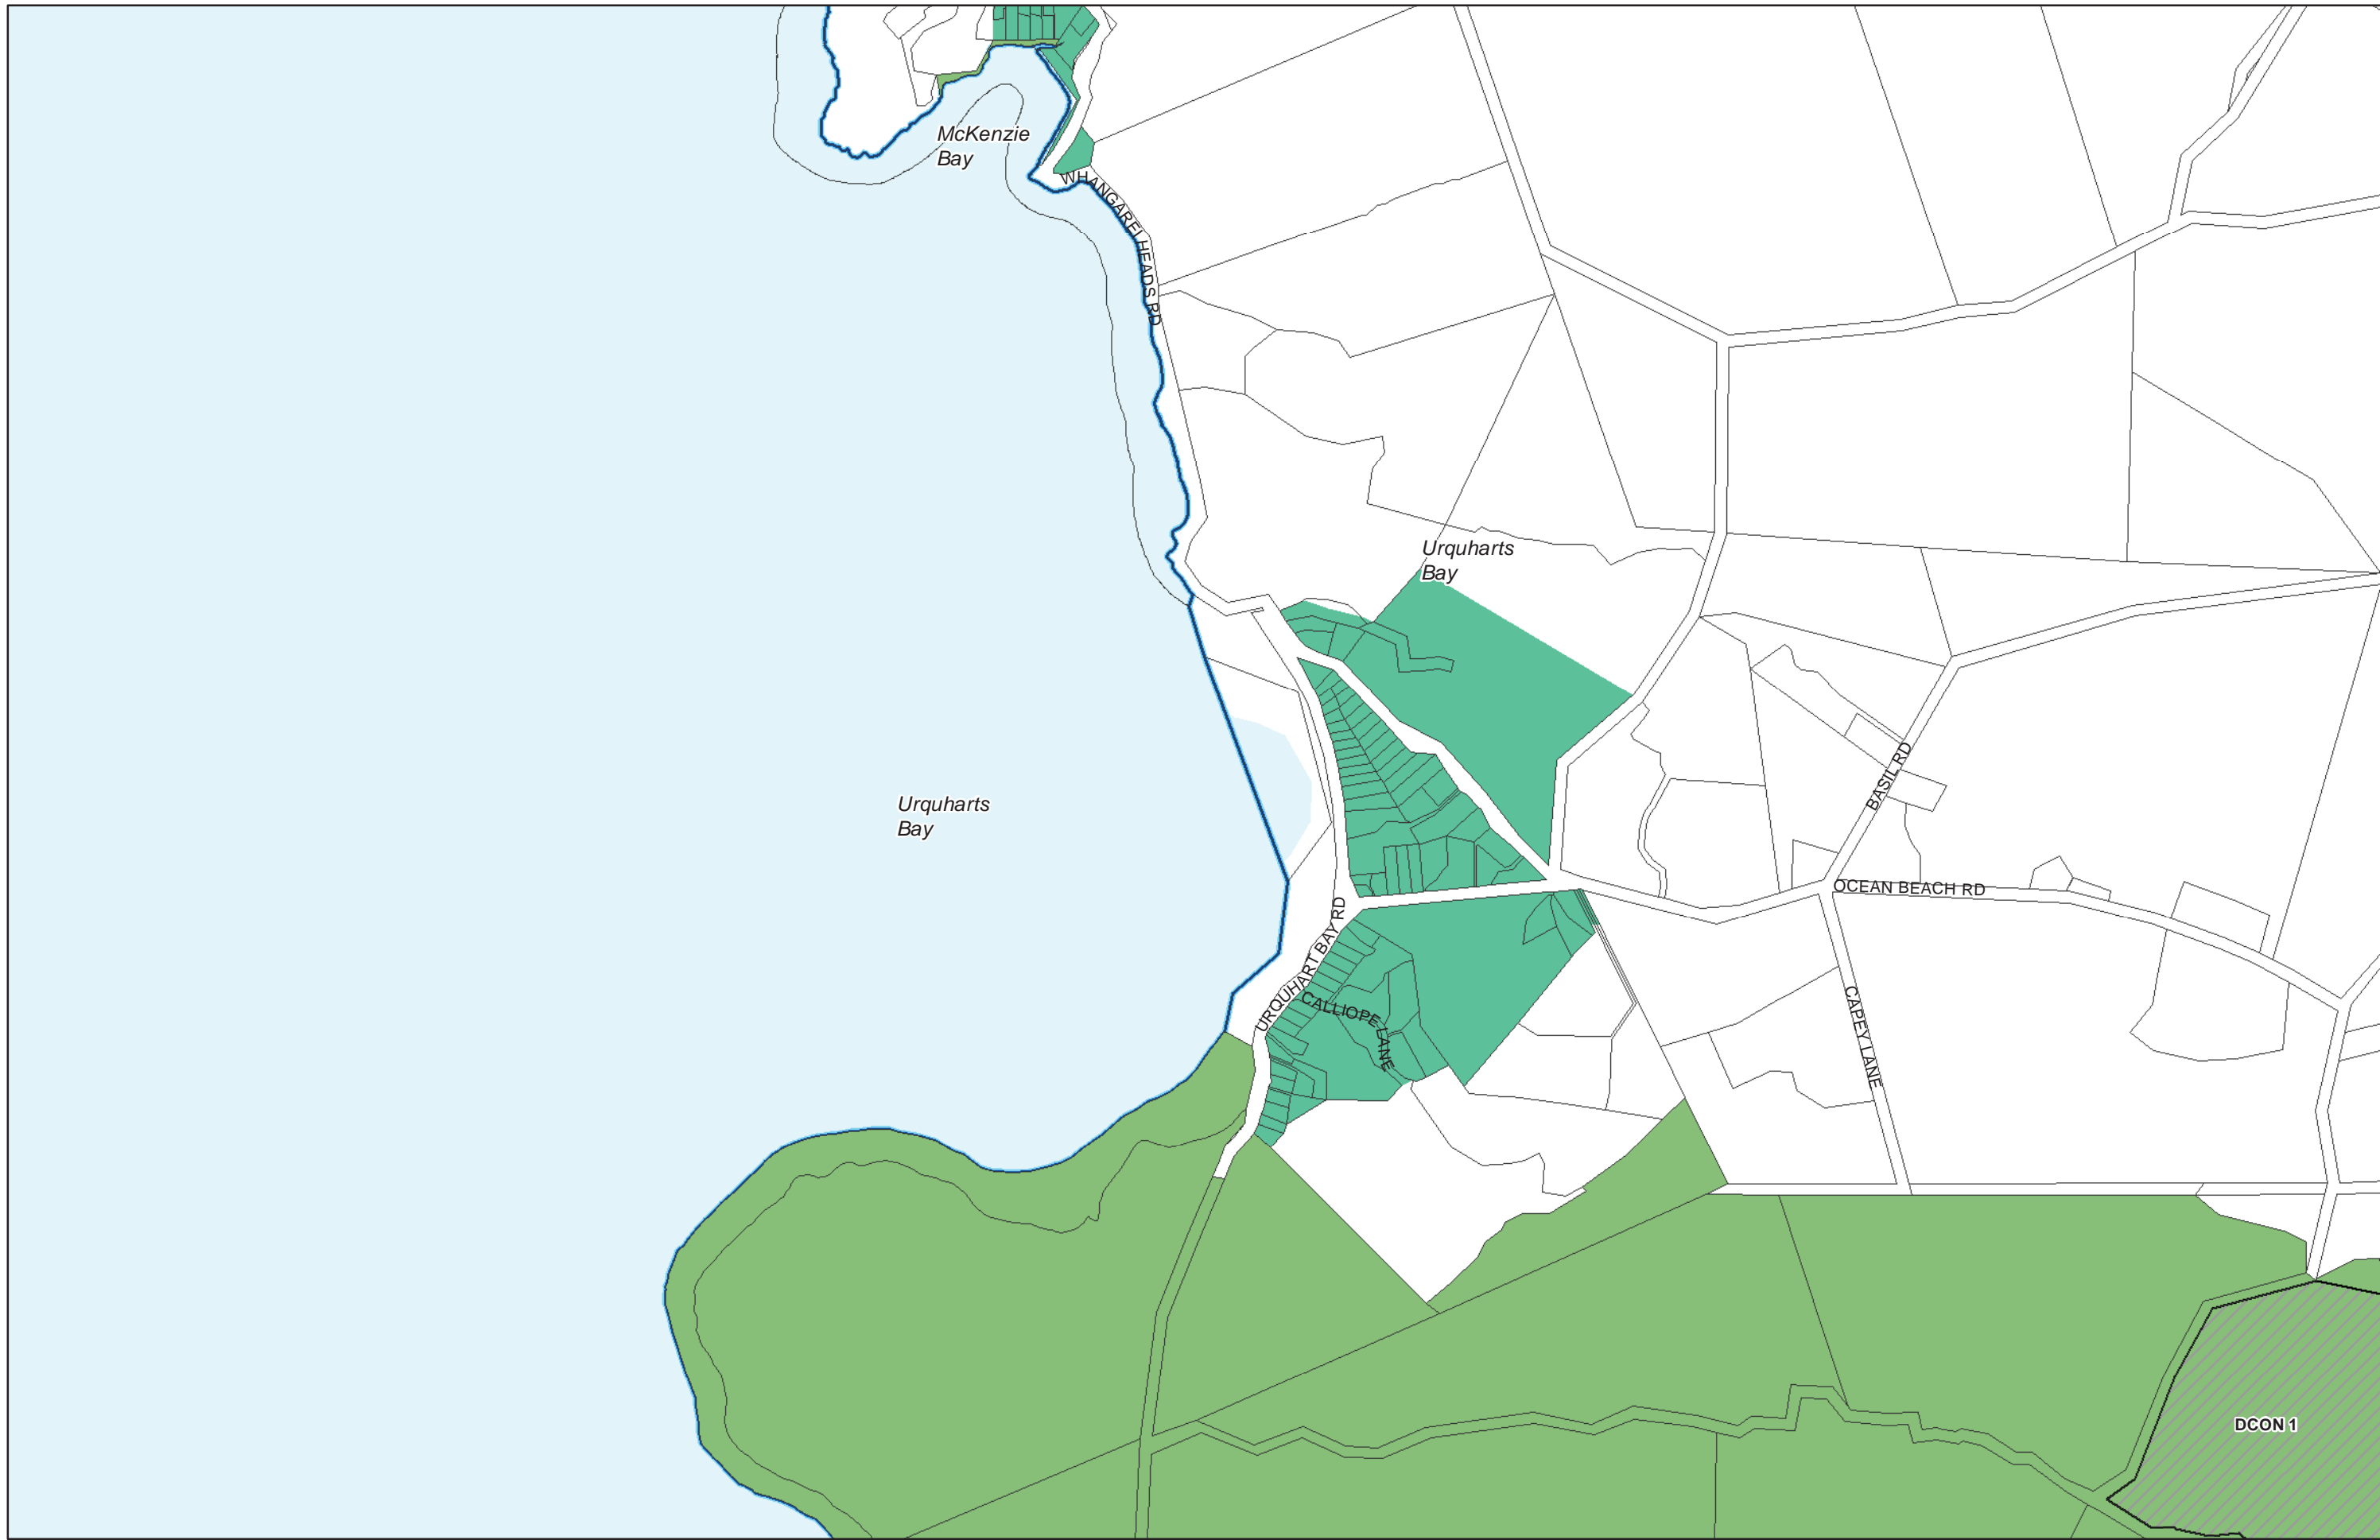 McKenzie
Bay
WHANGAREI HEADS RD
Urquharts
Bay
Urquharts
Bay
BASIL RD
OCEAN BEACH RD
URQUHART BAY RD
CALLIOPE LANE
CAPEY LANE
DCON 1